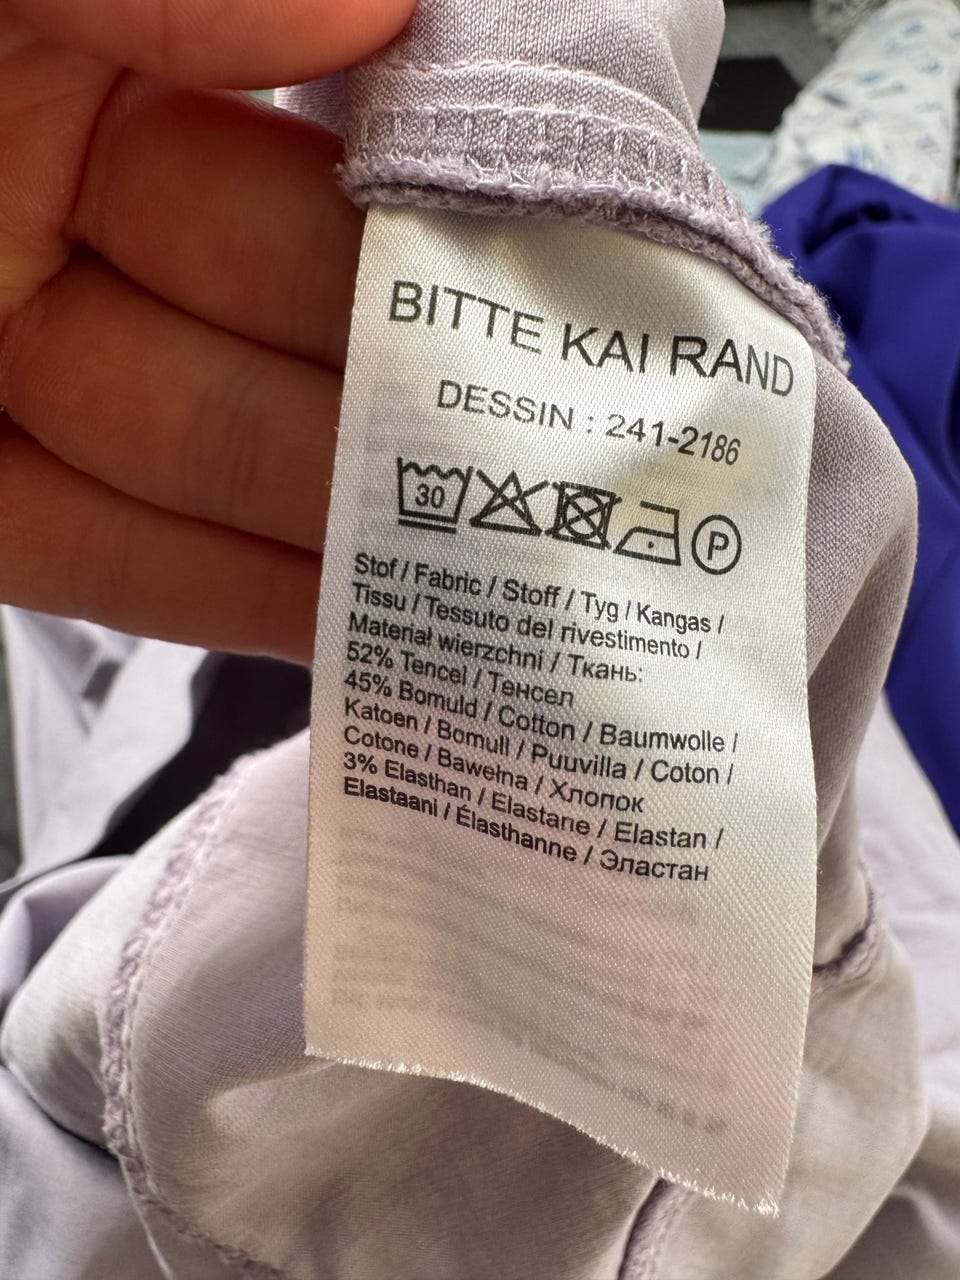 BITTE KAI RAND
DESSIN : 241-2186
30 P
Stof / Fabric / Stoff / Tyg / Kangas /
Tissu / Tessuto del rivestimento /
Materiał wierzchni / Ткань:
52% Tencel / Тенсел
45% Bomuld / Cotton / Baumwolle /
Katoen / Bomull / Puuvilla / Coton /
Cotone / Bawełna / Хлопок
3% Elasthan / Elastane / Elastan /
Elastaani / Élasthanne / Эластан